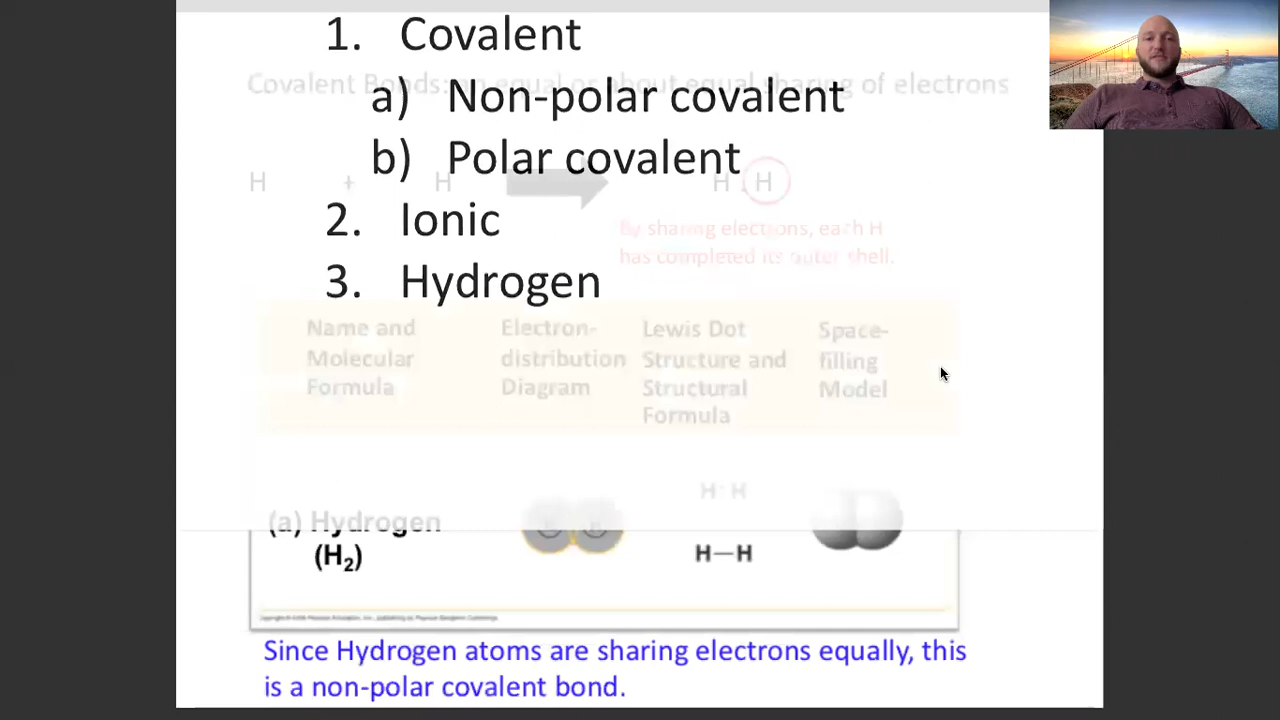 1. Covalent
Covalent Bonds: an equal or about equal sharing of electrons
a) Non-polar covalent
b) Polar covalent
H + H H H
2. Ionic
By sharing electrons, each H
has completed its outer shell.
3. Hydrogen
Name and Molecular Formula
Electron-distribution Diagram
Lewis Dot Structure and Structural Formula
Space-filling Model
H : H
(a) Hydrogen
(H₂)
H—H
Since Hydrogen atoms are sharing electrons equally, this
is a non-polar covalent bond.